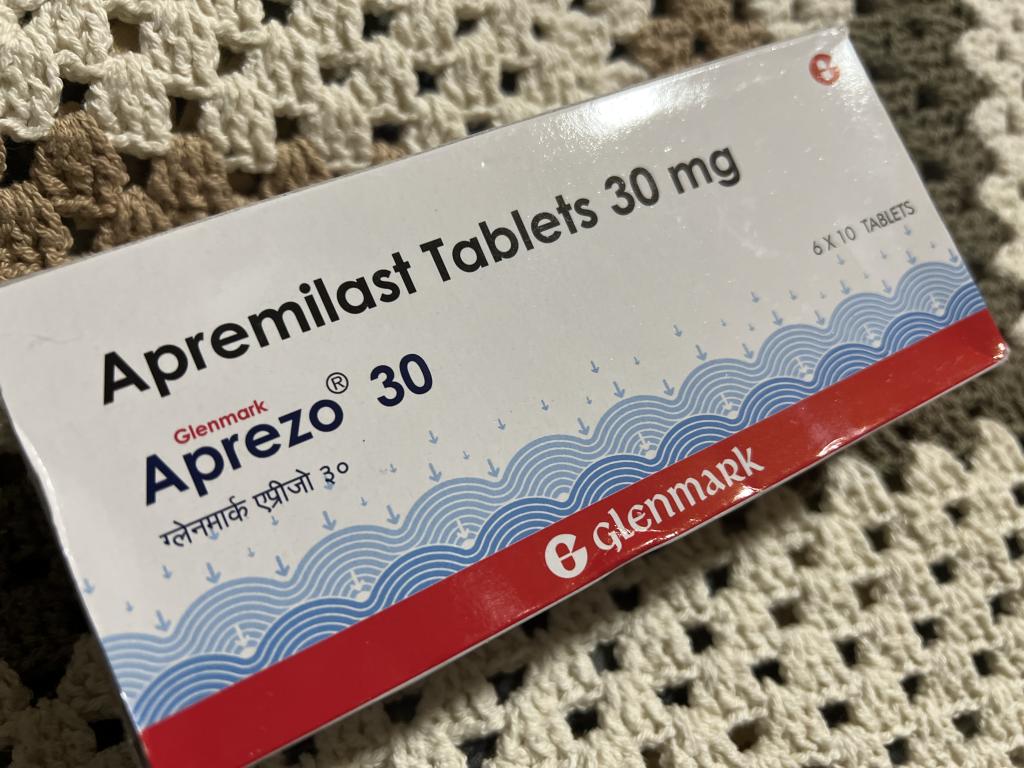 Apremilast Tablets 30 mg
6 X 10 TABLETS
Glenmark
Aprezo® 30
ग्लेनमार्क एप्रीजो ३०
G glenmark